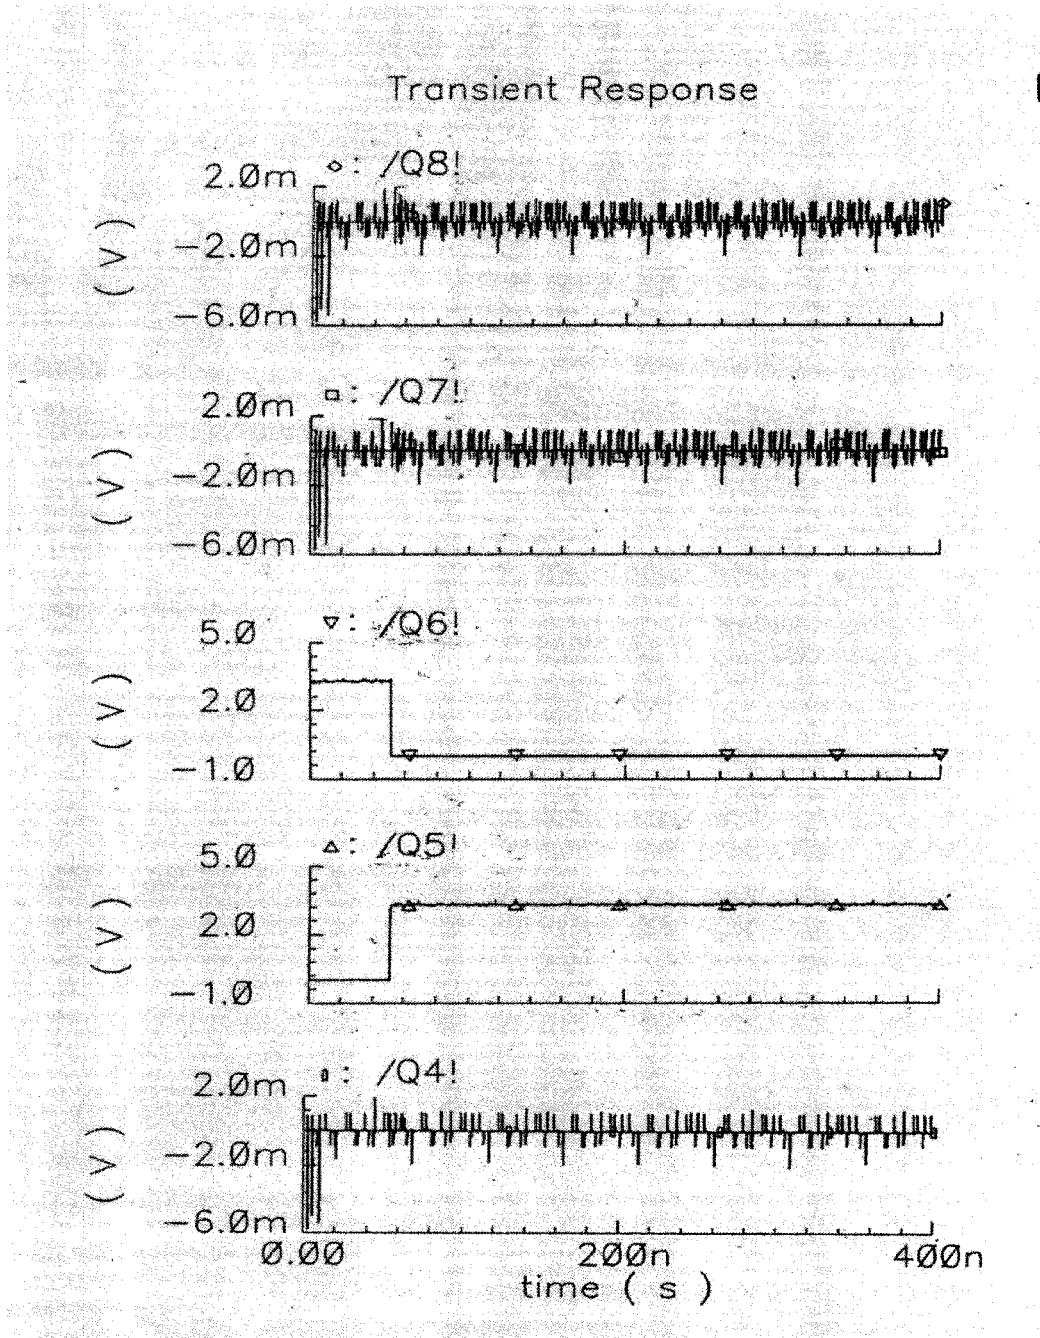 Transient Response
◇: /Q8!
2.0m
(V)
-2.0m
-6.0m
□: /Q7!
2.0m
(V)
-2.0m
-6.0m
▽: /Q6!
5.0
(V)
2.0
-1.0
△: /Q5!
5.0
(V)
2.0
-1.0
▯: /Q4!
2.0m
(V)
-2.0m
-6.0m
0.00 200n 400n
time ( s )